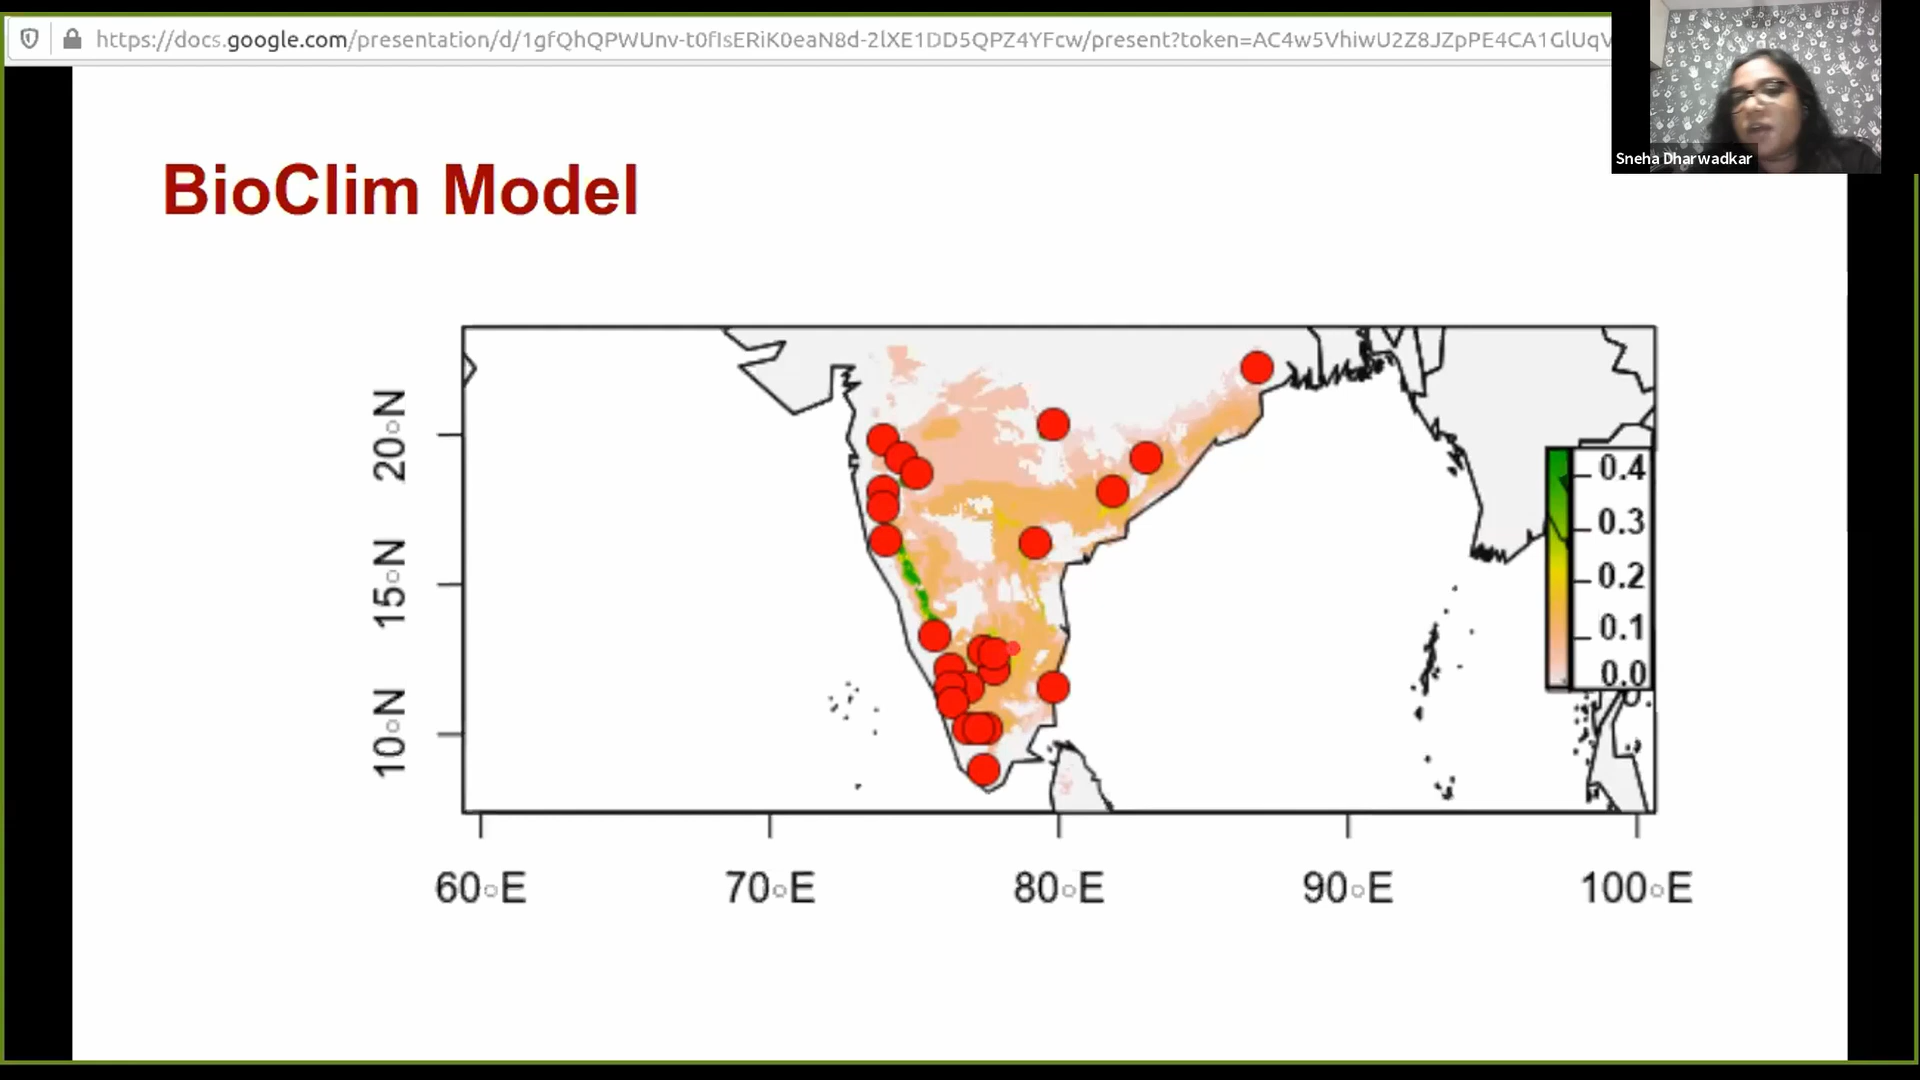 https://docs.google.com/presentation/d/1gfQhQPWUnv-t0fIsERiK0eaN8d-2lXE1DD5QPZ4YFcw/present?token=AC4w5VhiwU2Z8JZpPE4CA1GlUqV
Sneha Dharwadkar
BioClim Model
20°N
15°N
10°N
0.4
0.3
0.2
0.1
0.0
60°E 70°E 80°E 90°E 100°E